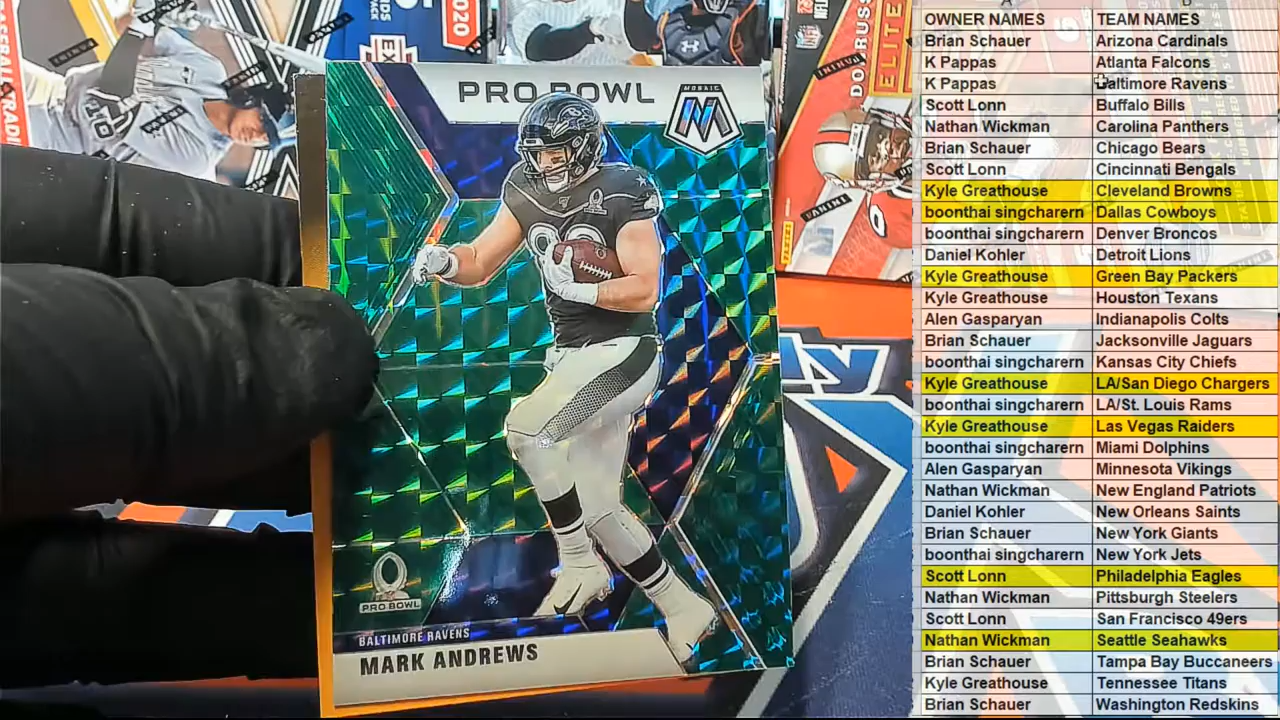 PRO BOWL
MOSAIC
PRO BOWL
BALTIMORE RAVENS
MARK ANDREWS
2020
PANINI
ELITE
OWNER NAMES TEAM NAMES
Brian Schauer Arizona Cardinals
K Pappas Atlanta Falcons
K Pappas Baltimore Ravens
Scott Lonn Buffalo Bills
Nathan Wickman Carolina Panthers
Brian Schauer Chicago Bears
Scott Lonn Cincinnati Bengals
Kyle Greathouse Cleveland Browns
boonthai singcharern Dallas Cowboys
boonthai singcharern Denver Broncos
Daniel Kohler Detroit Lions
Kyle Greathouse Green Bay Packers
Kyle Greathouse Houston Texans
Alen Gasparyan Indianapolis Colts
Brian Schauer Jacksonville Jaguars
boonthai singcharern Kansas City Chiefs
Kyle Greathouse LA/San Diego Chargers
boonthai singcharern LA/St. Louis Rams
Kyle Greathouse Las Vegas Raiders
boonthai singcharern Miami Dolphins
Alen Gasparyan Minnesota Vikings
Nathan Wickman New England Patriots
Daniel Kohler New Orleans Saints
Brian Schauer New York Giants
boonthai singcharern New York Jets
Scott Lonn Philadelphia Eagles
Nathan Wickman Pittsburgh Steelers
Scott Lonn San Francisco 49ers
Nathan Wickman Seattle Seahawks
Brian Schauer Tampa Bay Buccaneers
Kyle Greathouse Tennessee Titans
Brian Schauer Washington Redskins